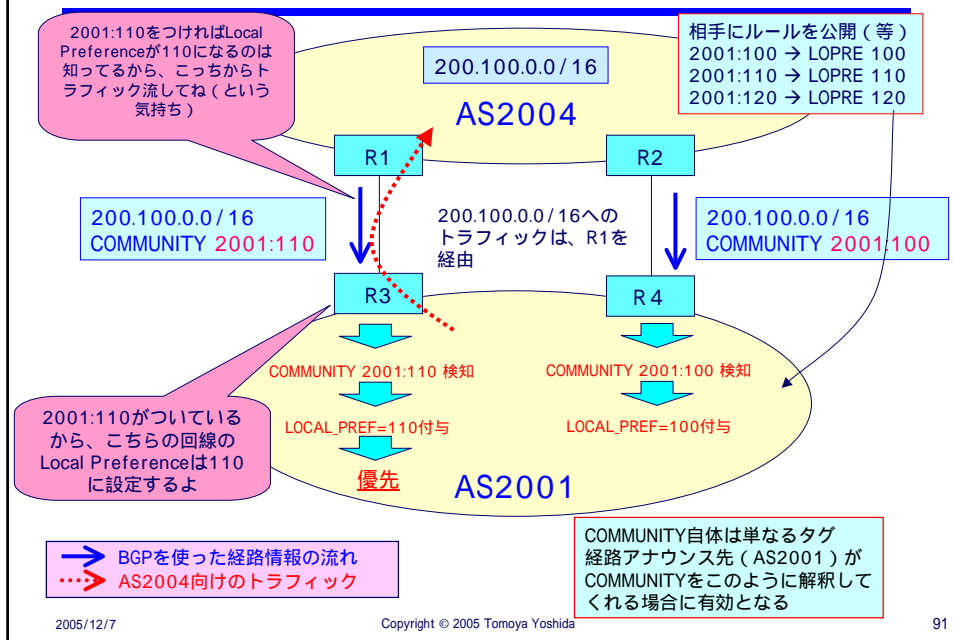 2001:110をつければLocal
Preferenceが110になるのは
知ってるから、こっちからト
ラフィック流してね（という
気持ち）
200.100.0.0/16
AS2004
相手にルールを公開（等）
2001:100 → LOPRE 100
2001:110 → LOPRE 110
2001:120 → LOPRE 120
R1
R2
200.100.0.0/16
COMMUNITY 2001:110
200.100.0.0/16への
トラフィックは、R1を
経由
200.100.0.0/16
COMMUNITY 2001:100
R3
R4
COMMUNITY 2001:110 検知
COMMUNITY 2001:100 検知
LOCAL_PREF=110付与
LOCAL_PREF=100付与
優先
2001:110がついている
から、こちらの回線の
Local Preferenceは110
に設定するよ
AS2001
BGPを使った経路情報の流れ
AS2004向けのトラフィック
COMMUNITY自体は単なるタグ
経路アナウンス先（AS2001）が
COMMUNITYをこのように解釈して
くれる場合に有効となる
2005/12/7
Copyright © 2005 Tomoya Yoshida
91